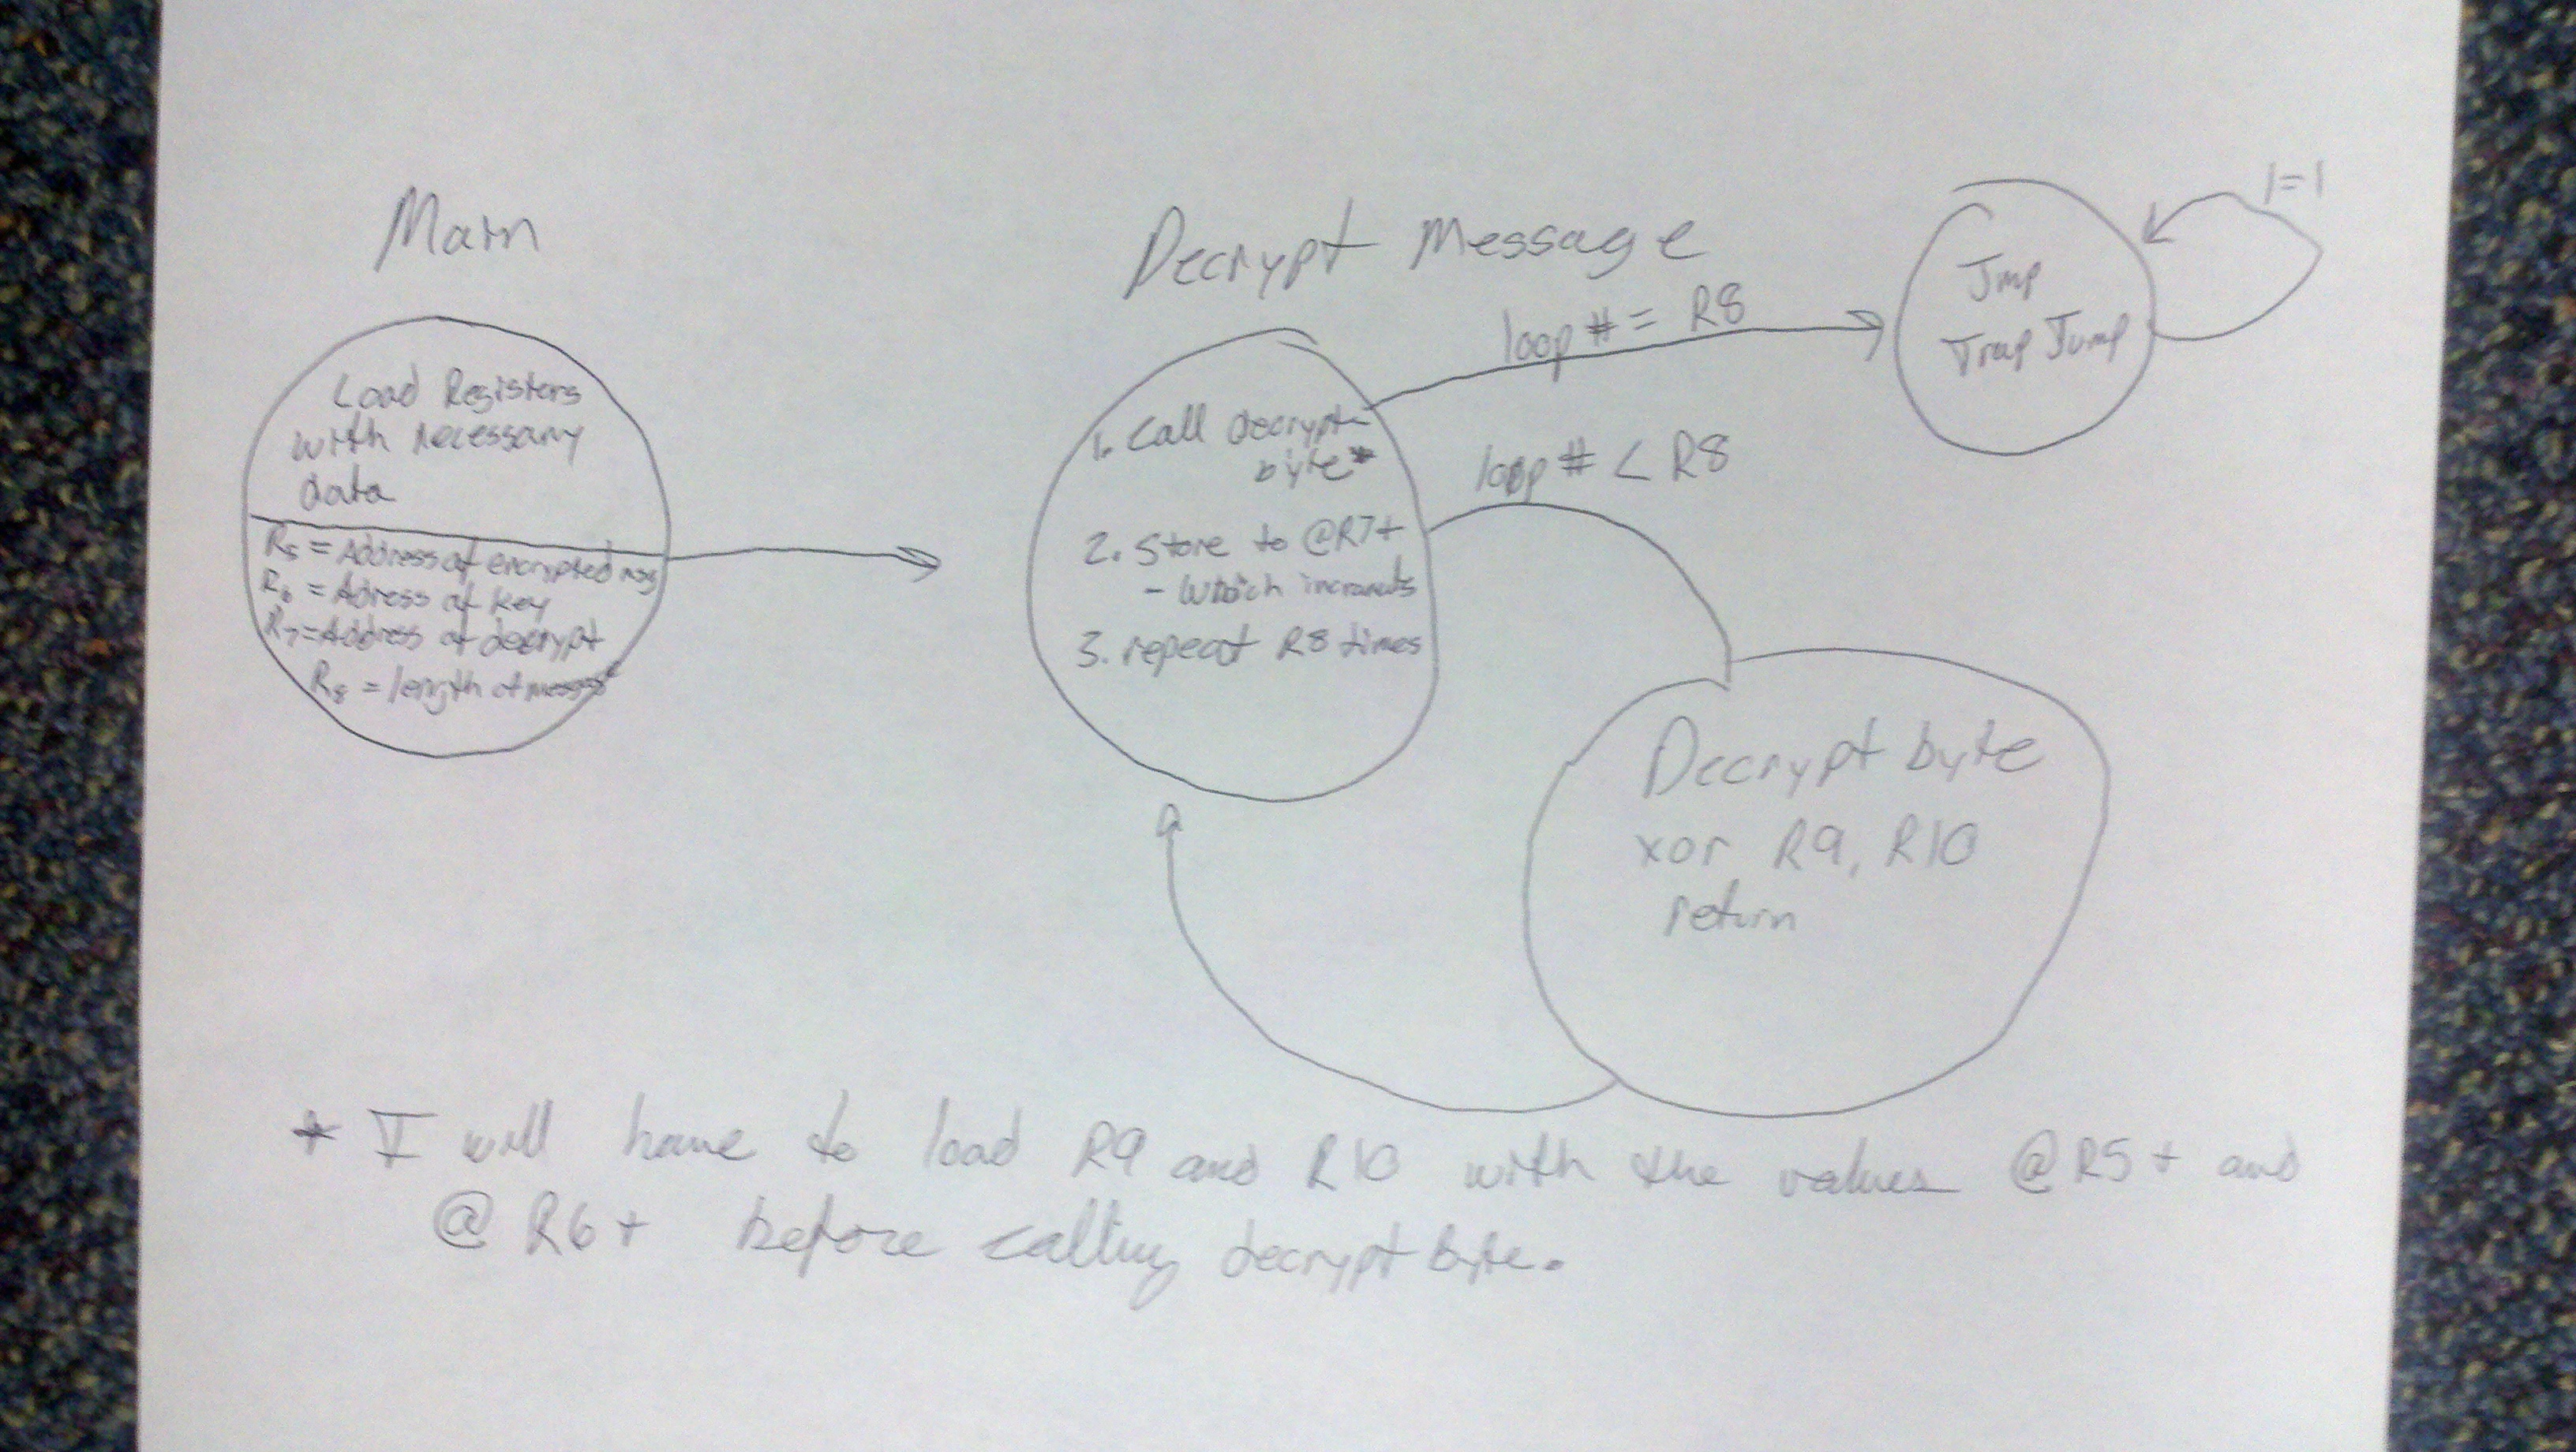 Main
Load Registers
with necessary
data
R5 = Address of encrypted msg
R6 = Adress of key
R7 = Address of decrypt
R8 = length of message
Decrypt Message
1. Call decrypt
byte*
2. Store to @R7+
- Which increments
3. repeat R8 times
loop # = R8
loop # < R8
Jmp
Trap Jump
1=1
Decrypt byte
xor R9, R10
return
* I will have to load R9 and R10 with the values @R5+ and
@R6+ before calling decrypt byte.